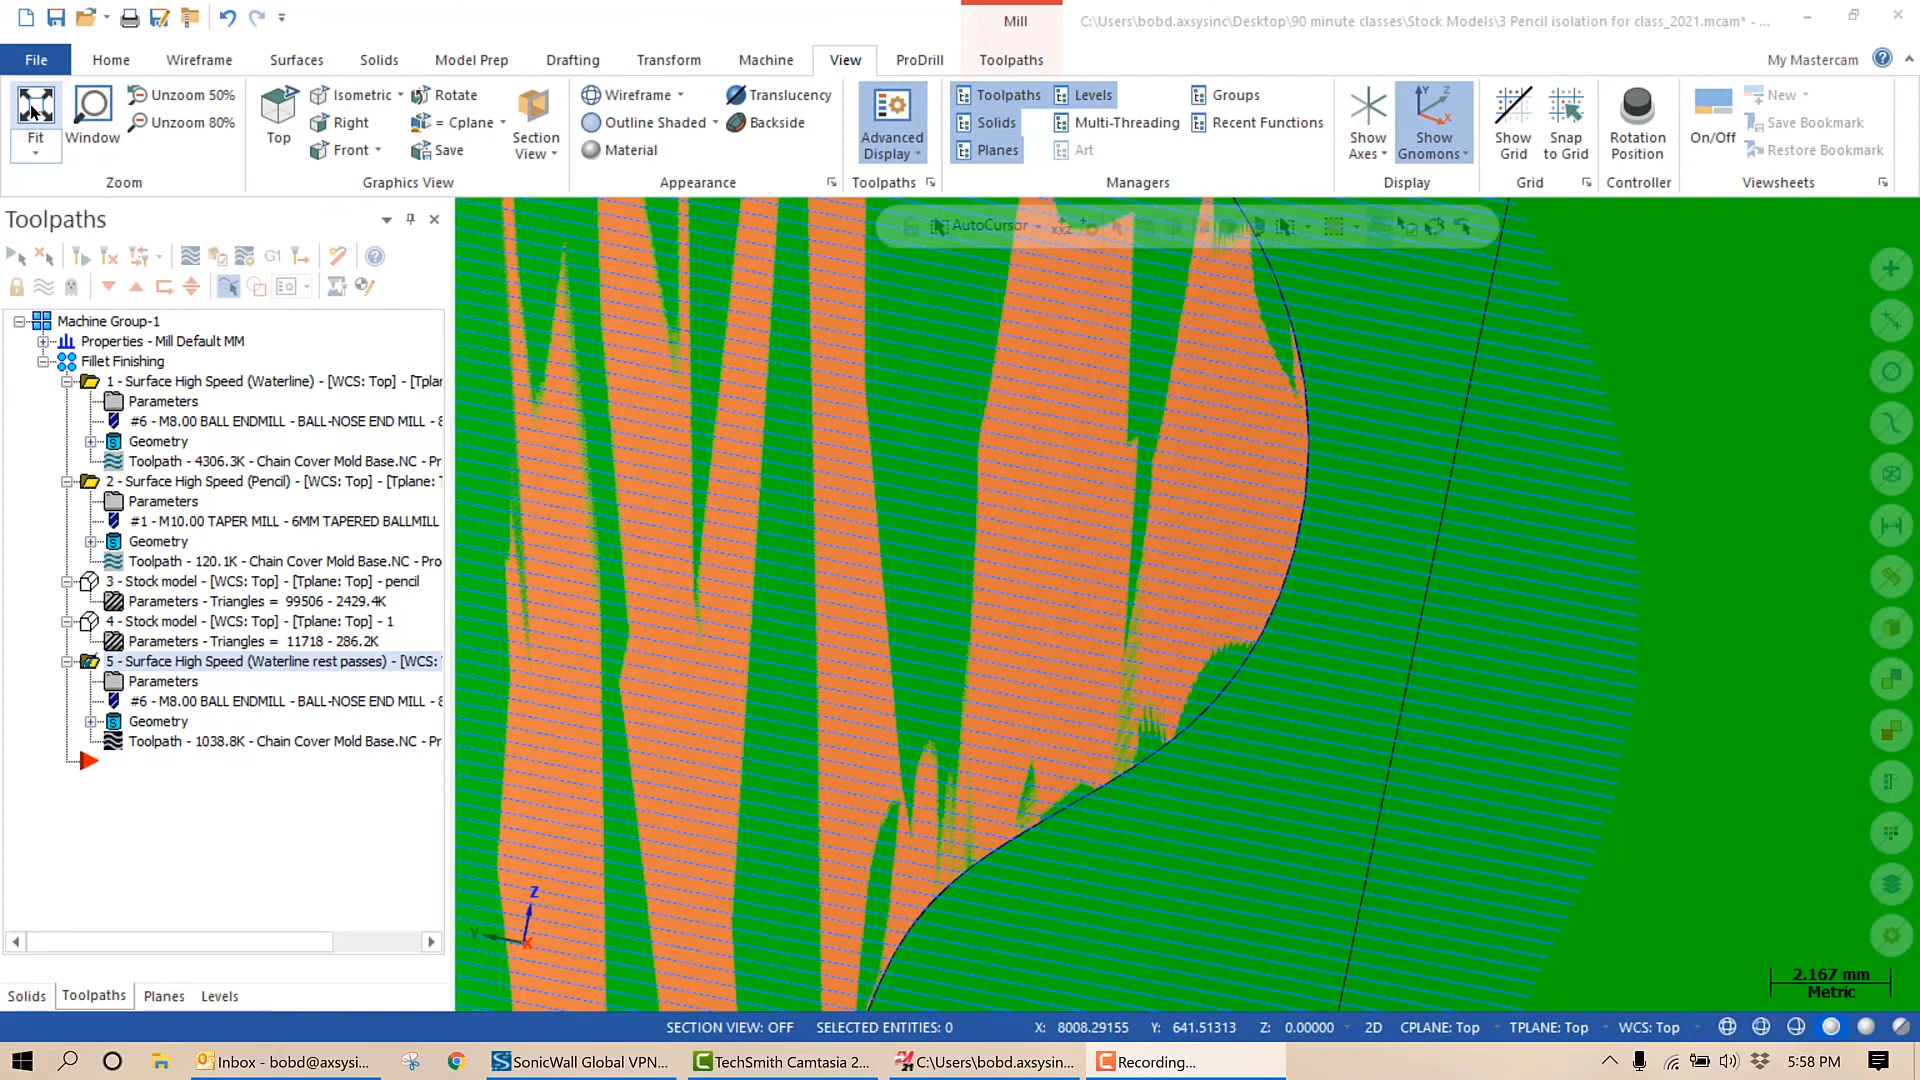 Mill
C:\Users\bobd.axsysinc\Desktop\90 minute classes\Stock Models\3 Pencil isolation for class_2021.mcam* - ...
File
Home
Wireframe
Surfaces
Solids
Model Prep
Drafting
Transform
Machine
View
ProDrill
Toolpaths
My Mastercam
Fit
Window
Unzoom 50%
Unzoom 80%
Zoom
Top
Isometric
Right
Front
Rotate
= Cplane
Save
Section View
Graphics View
Wireframe
Outline Shaded
Material
Translucency
Backside
Appearance
Advanced Display
Toolpaths
Toolpaths
Solids
Planes
Levels
Multi-Threading
Art
Groups
Recent Functions
Managers
Show Axes
Show Gnomons
Display
Show Grid
Snap to Grid
Grid
Rotation Position
Controller
On/Off
New
Save Bookmark
Restore Bookmark
Viewsheets
Toolpaths
G1
AutoCursor
Machine Group-1
Properties - Mill Default MM
Fillet Finishing
1 - Surface High Speed (Waterline) - [WCS: Top] - [Tplar
Parameters
#6 - M8.00 BALL ENDMILL - BALL-NOSE END MILL - 8
Geometry
Toolpath - 4306.3K - Chain Cover Mold Base.NC - Pr
2 - Surface High Speed (Pencil) - [WCS: Top] - [Tplane:
Parameters
#1 - M10.00 TAPER MILL - 6MM TAPERED BALLMILL
Geometry
Toolpath - 120.1K - Chain Cover Mold Base.NC - Pro
3 - Stock model - [WCS: Top] - [Tplane: Top] - pencil
Parameters - Triangles = 99506 - 2429.4K
4 - Stock model - [WCS: Top] - [Tplane: Top] - 1
Parameters - Triangles = 11718 - 286.2K
5 - Surface High Speed (Waterline rest passes) - [WCS:
Parameters
#6 - M8.00 BALL ENDMILL - BALL-NOSE END MILL - 8
Geometry
Toolpath - 1038.8K - Chain Cover Mold Base.NC - Pr
Z
Y
X
2.167 mm
Metric
Solids
Toolpaths
Planes
Levels
SECTION VIEW: OFF
SELECTED ENTITIES: 0
X: 8008.29155
Y: 641.51313
Z: 0.00000
2D
CPLANE: Top
TPLANE: Top
WCS: Top
Inbox - bobd@axsysi...
SonicWall Global VPN...
TechSmith Camtasia 2...
C:\Users\bobd.axsysin...
Recording...
5:58 PM